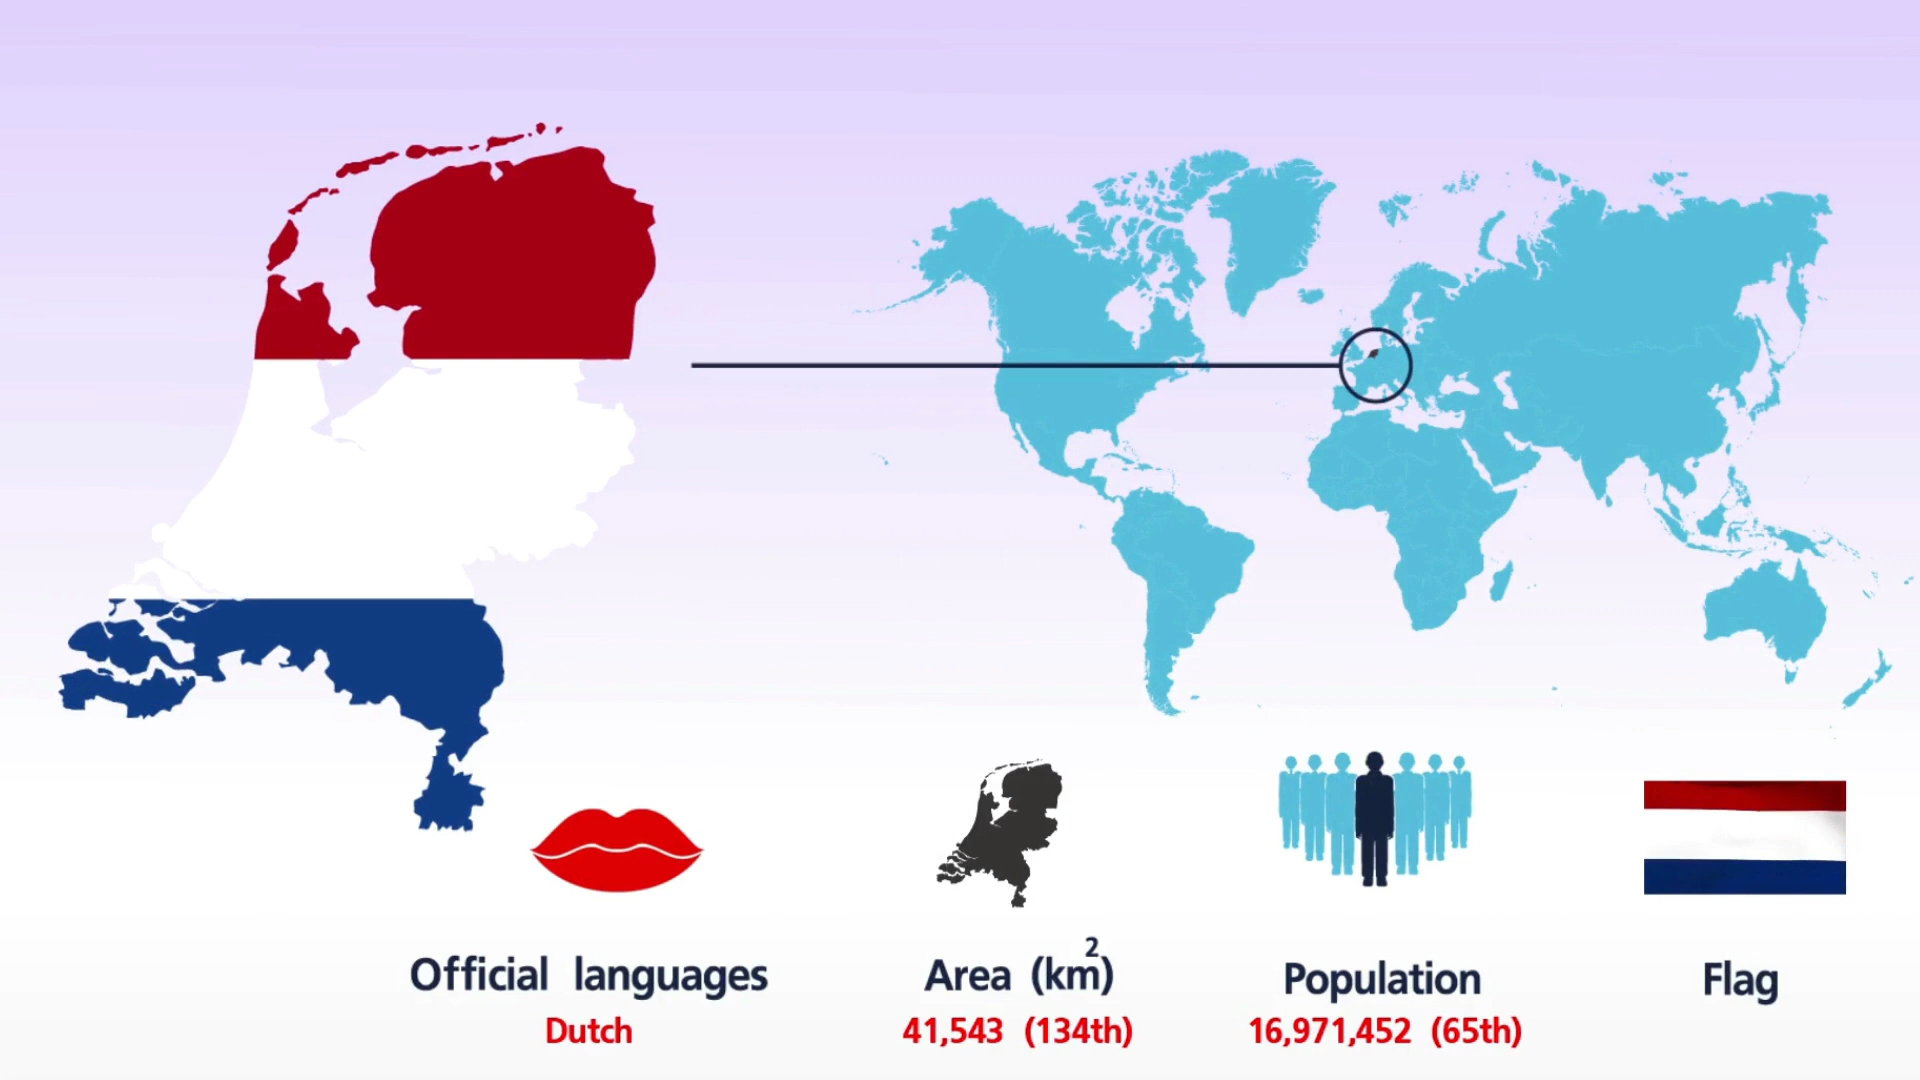 Official languages
Dutch
Area (km²)
41,543 (134th)
Population
16,971,452 (65th)
Flag